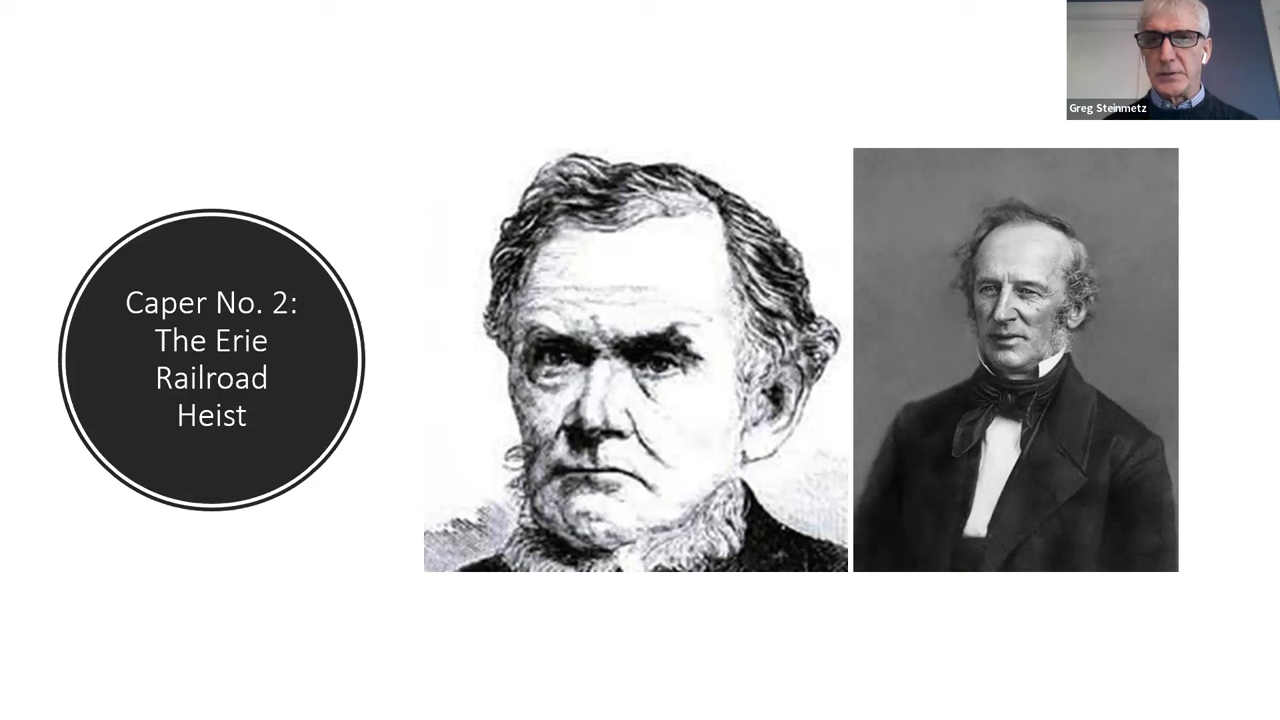 Greg Steinmetz
Caper No. 2:
The Erie
Railroad
Heist